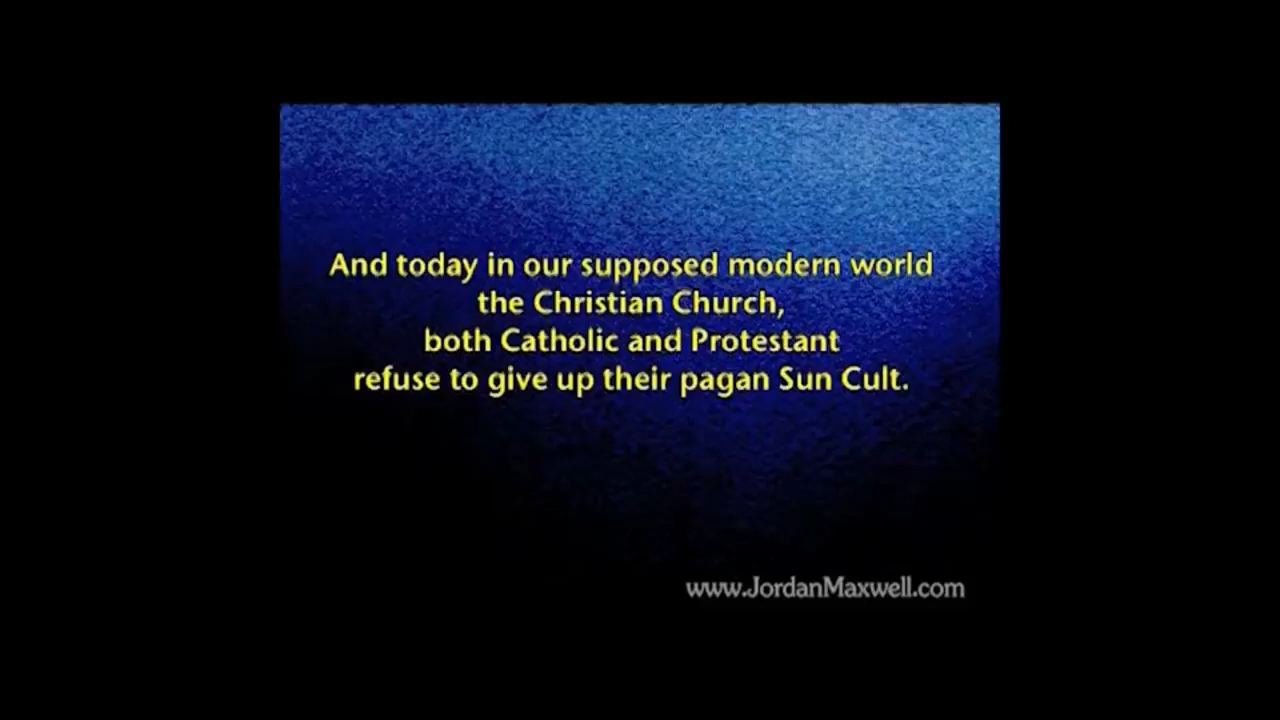 And today in our supposed modern world
the Christian Church,
both Catholic and Protestant
refuse to give up their pagan Sun Cult.
www.JordanMaxwell.com